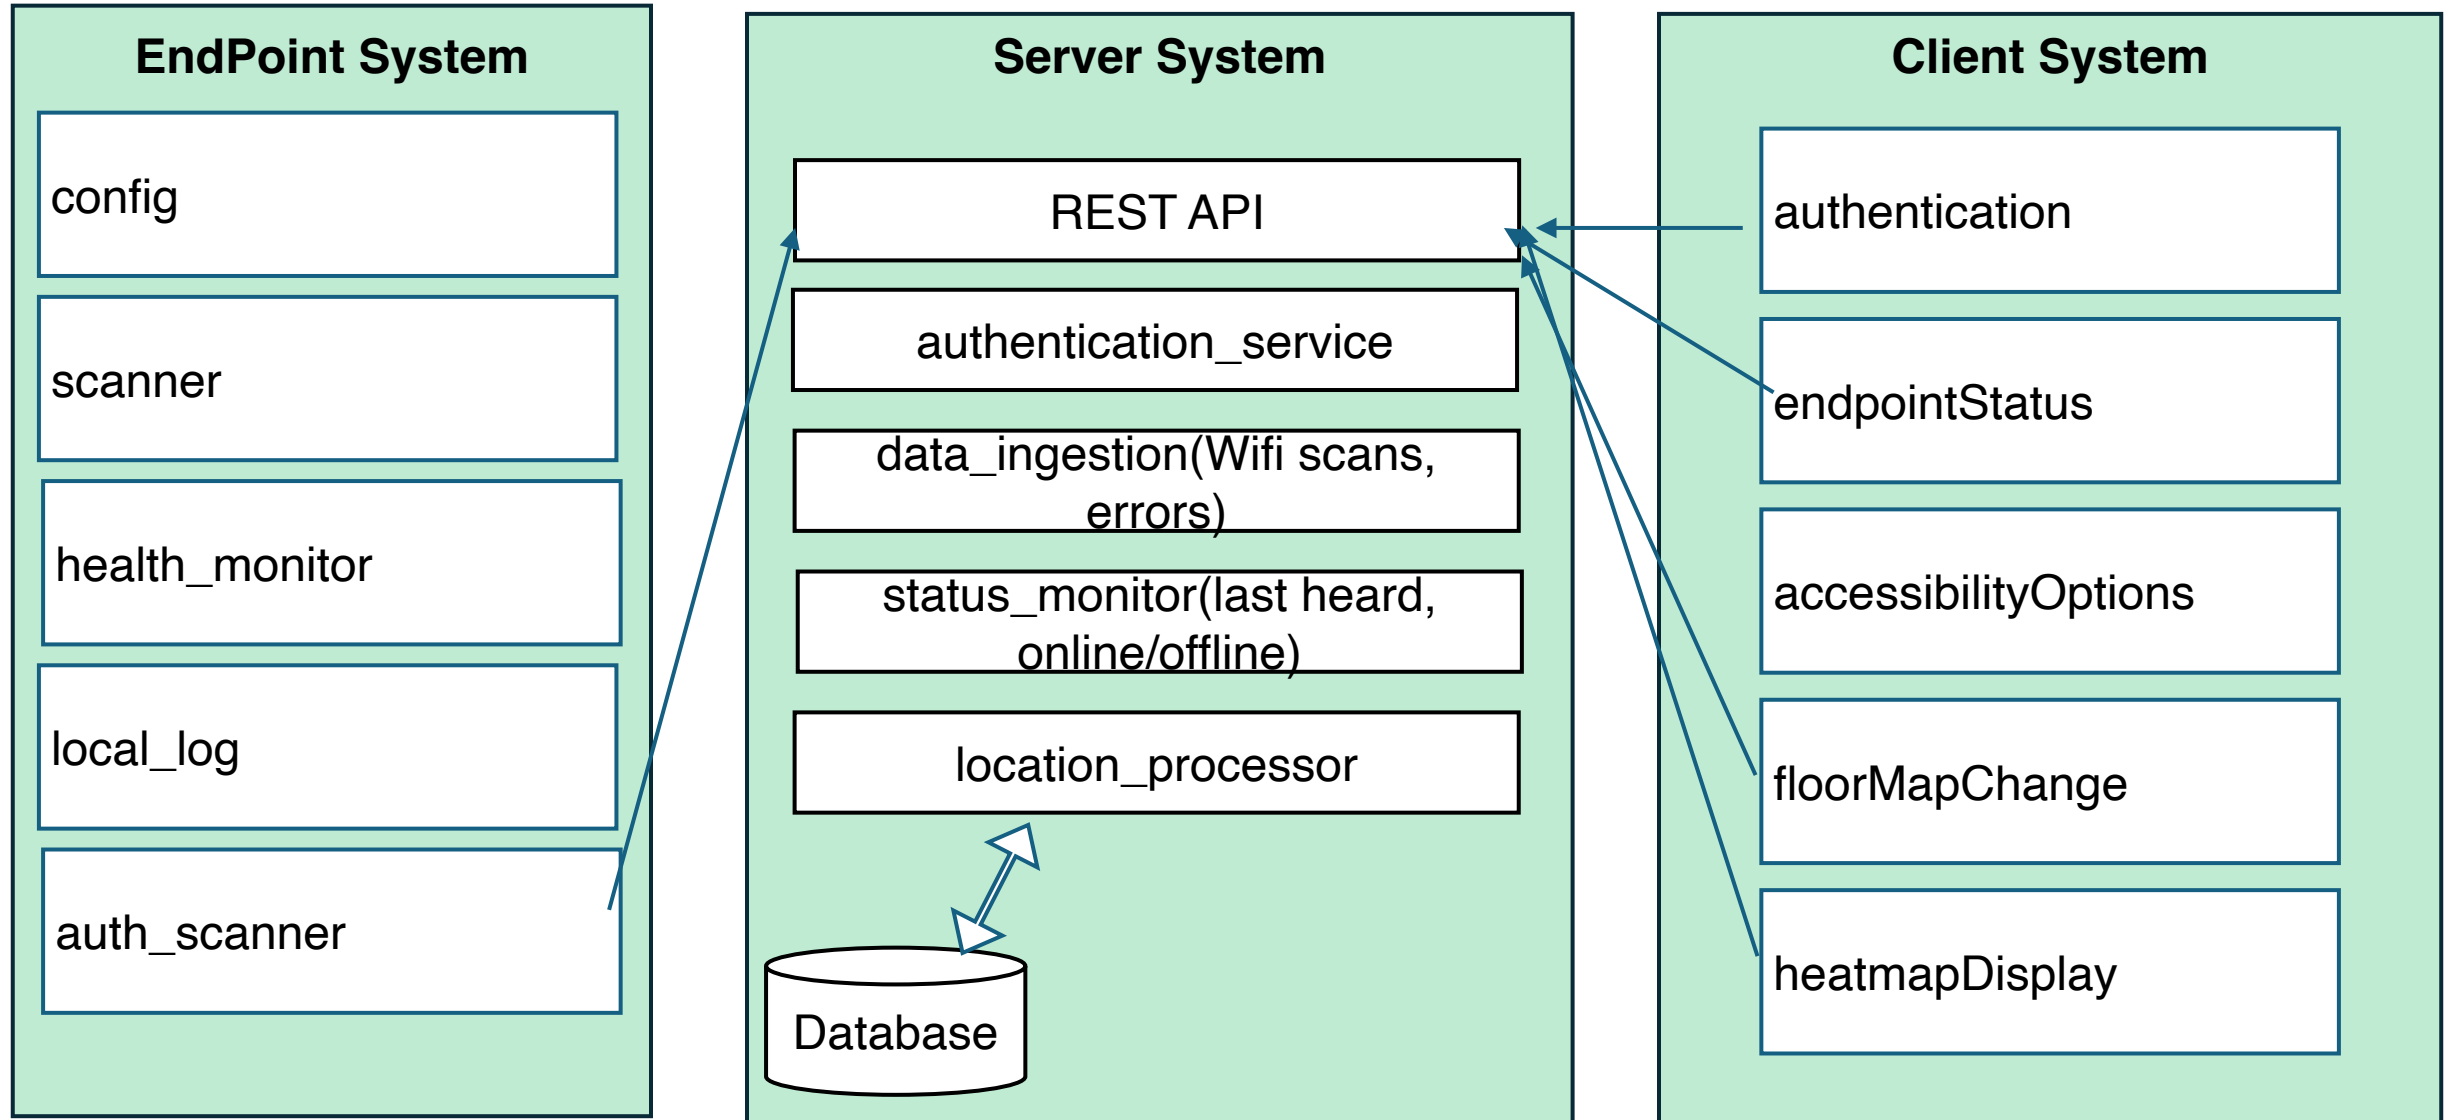 EndPoint System
config
scanner
health_monitor
local_log
auth_scanner
Server System
REST API
authentication_service
data_ingestion(Wifi scans,
errors)
status_monitor(last heard,
online/offline)
location_processor
Database
Client System
authentication
endpointStatus
accessibilityOptions
floorMapChange
heatmapDisplay